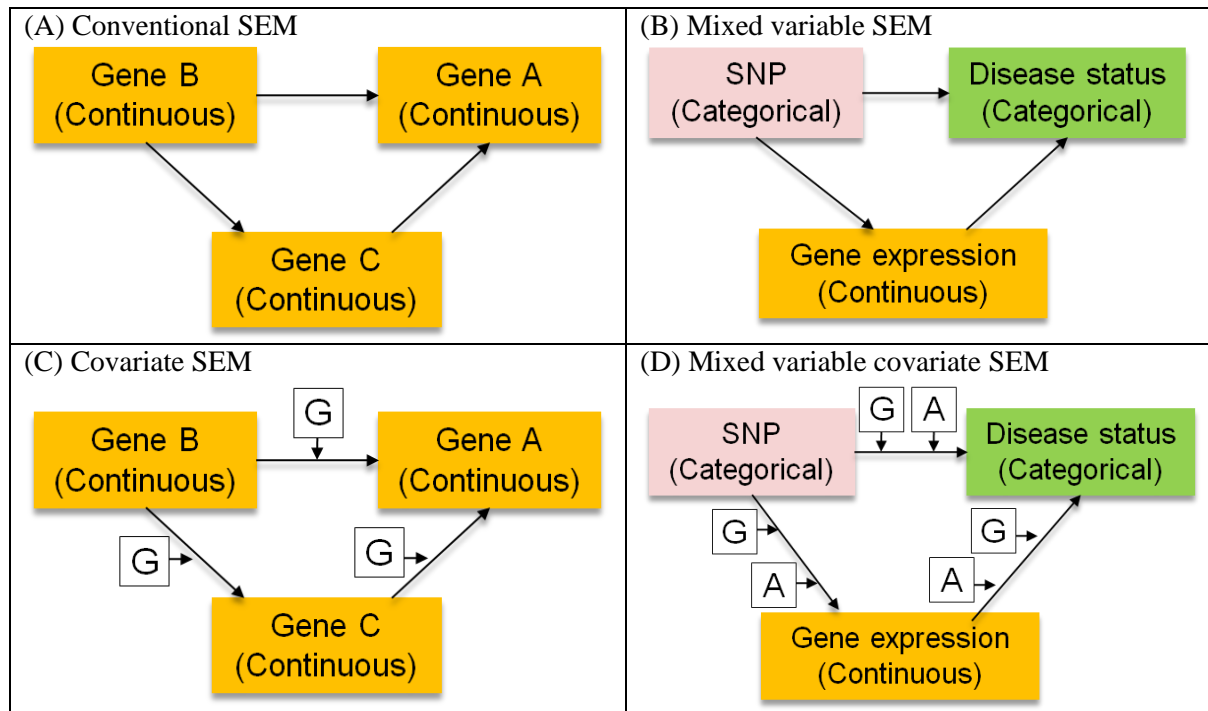 (A) Conventional SEM
Gene B
(Continuous)
Gene A
(Continuous)
Gene C
(Continuous)
(B) Mixed variable SEM
SNP
(Categorical)
Disease status
(Categorical)
Gene expression
(Continuous)
(C) Covariate SEM
G
Gene B
(Continuous)
Gene A
(Continuous)
G
G
Gene C
(Continuous)
(D) Mixed variable covariate SEM
G
A
SNP
(Categorical)
Disease status
(Categorical)
G
G
A
A
Gene expression
(Continuous)